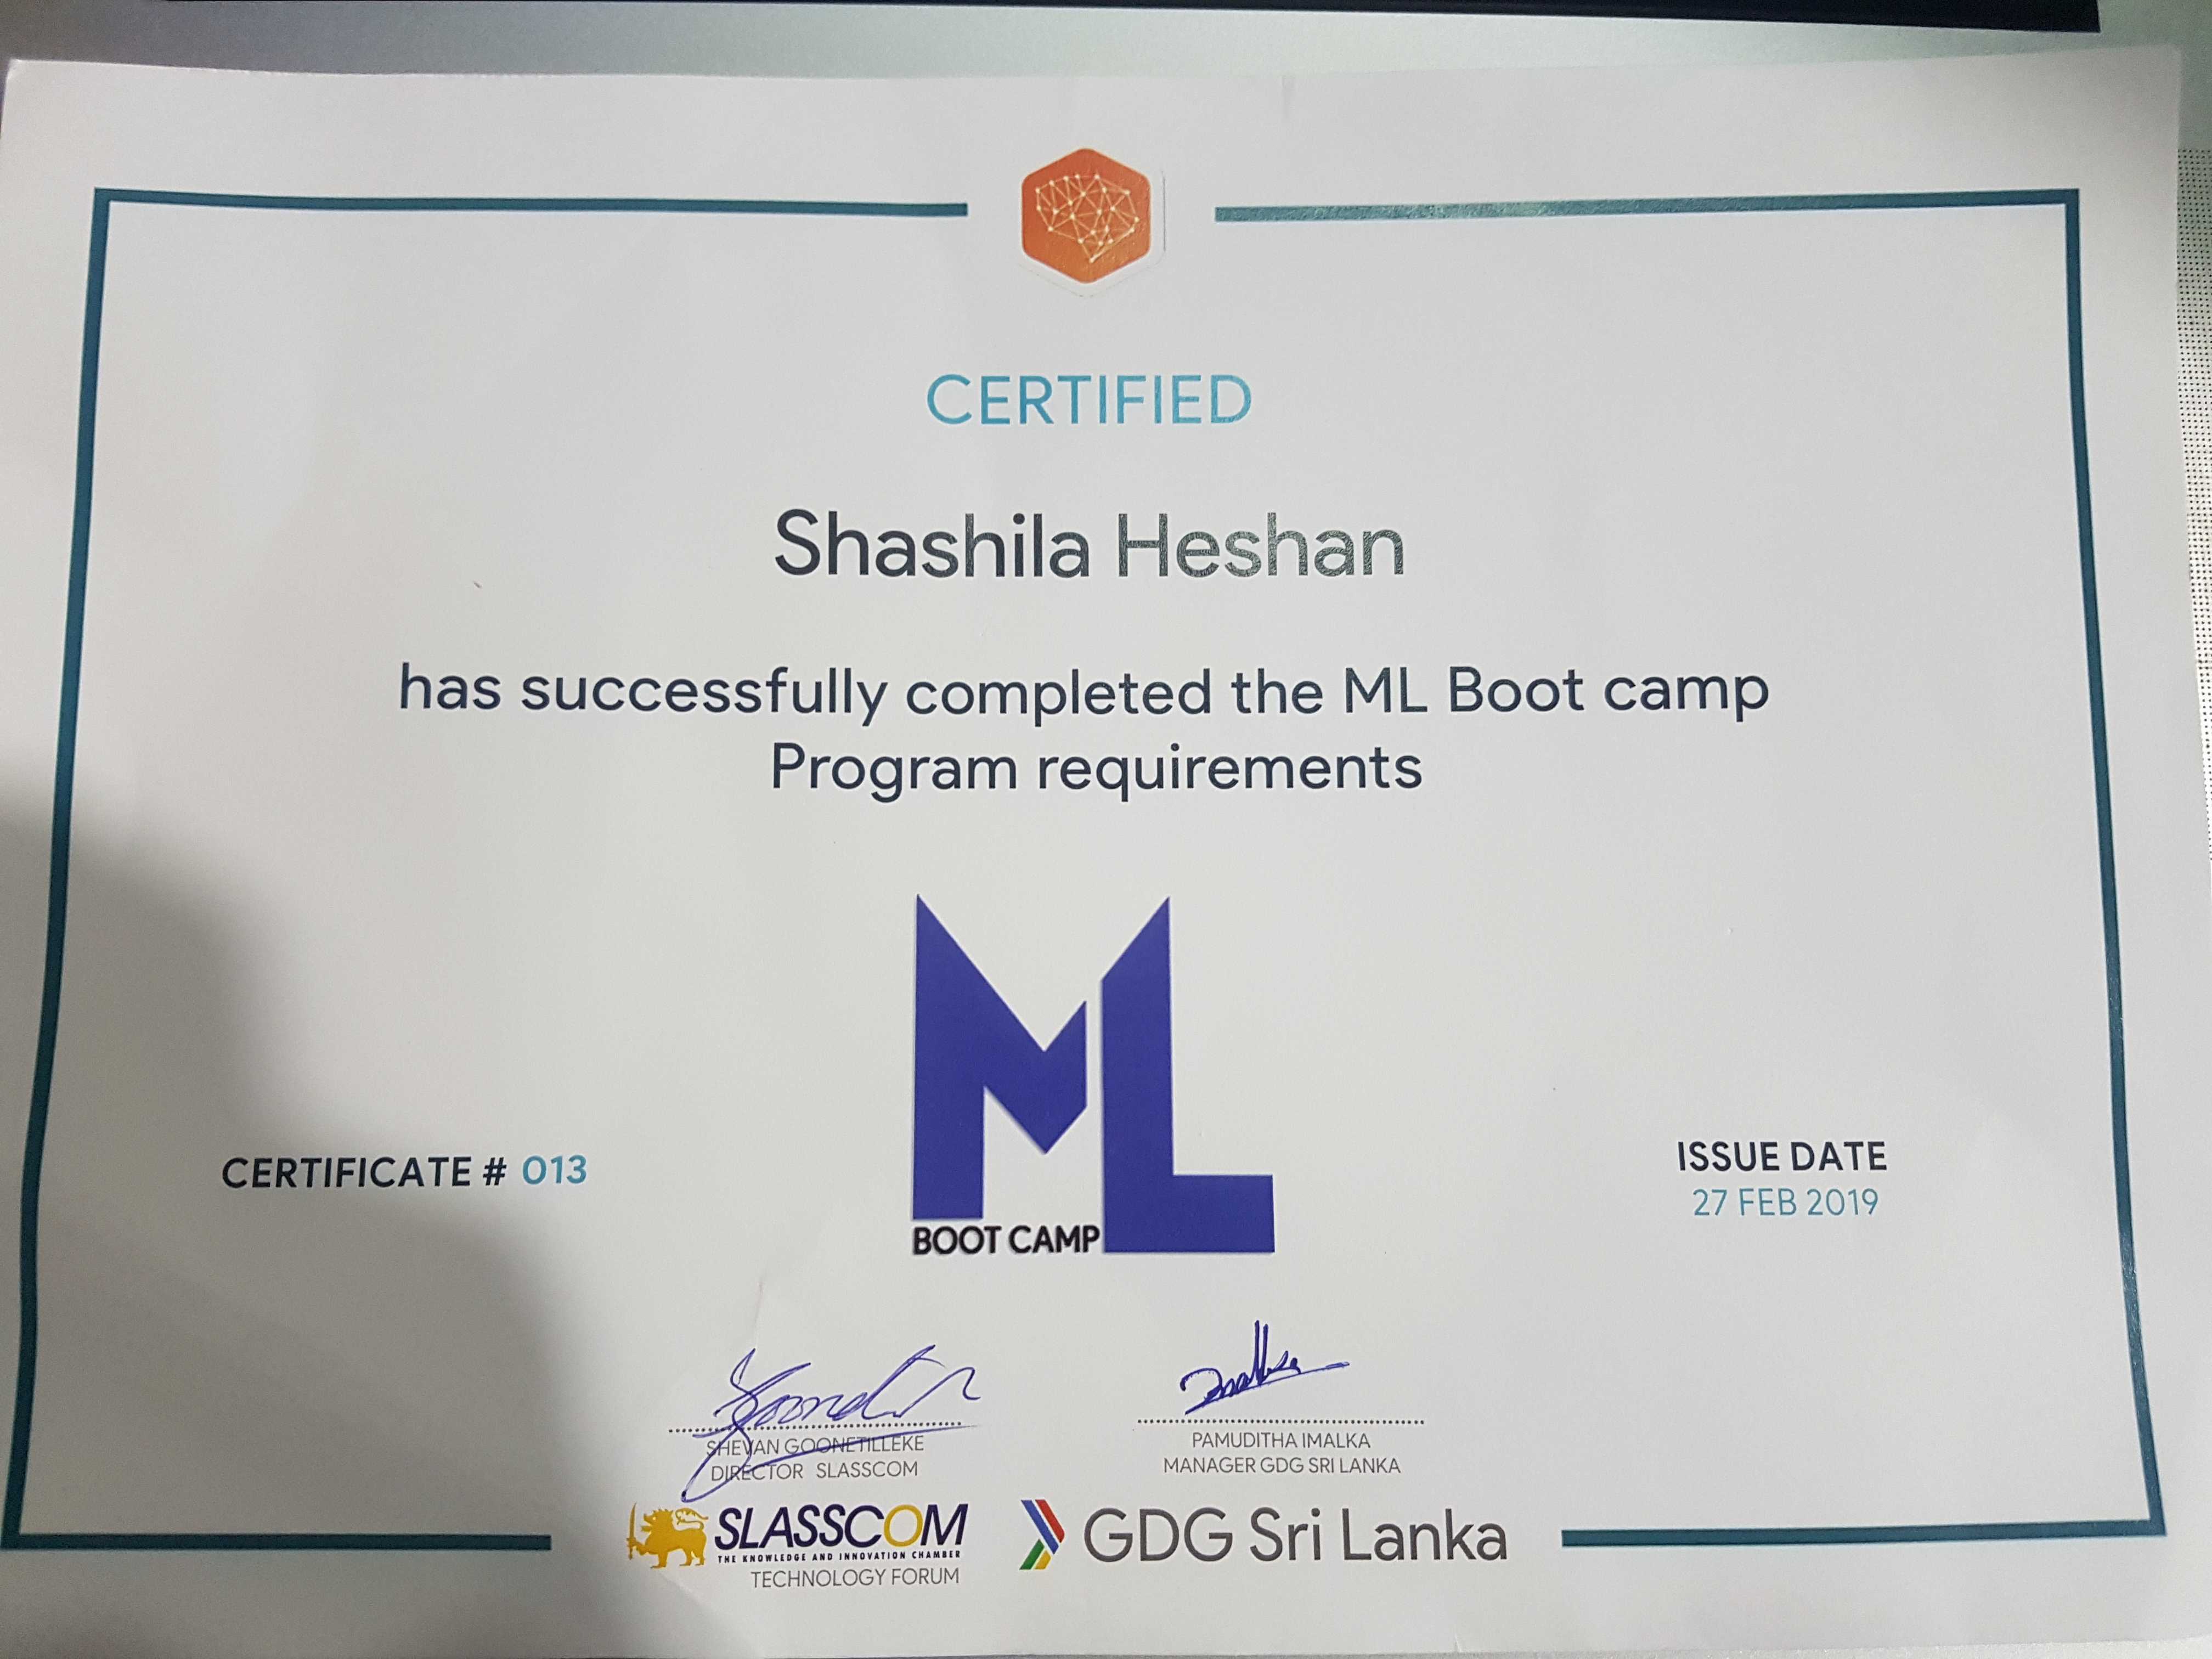 CERTIFIED
Shashila Heshan
has successfully completed the ML Boot camp
Program requirements
ML
BOOT CAMP
CERTIFICATE # 013
ISSUE DATE
27 FEB 2019
SHEVAN GOONETILLEKE
DIRECTOR SLASSCOM
PAMUDITHA IMALKA
MANAGER GDG SRI LANKA
SLASSCOM
THE KNOWLEDGE AND INNOVATION CHAMBER
TECHNOLOGY FORUM
GDG Sri Lanka